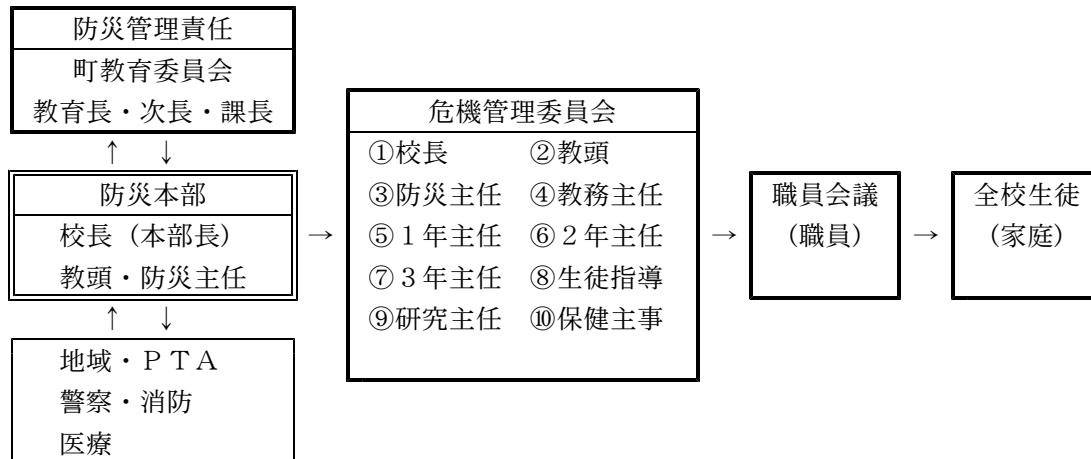 防災管理責任
町教育委員会
教育長・次長・課長
↑ ↓
防災本部
校長（本部長）
教頭・防災主任
↑ ↓
地域・ＰＴＡ
警察・消防
医療
→
危機管理委員会
①校長 ②教頭
③防災主任 ④教務主任
⑤１年主任 ⑥２年主任
⑦３年主任 ⑧生徒指導
⑨研究主任 ⑩保健主事
→
職員会議
（職員）
→
全校生徒
（家庭）